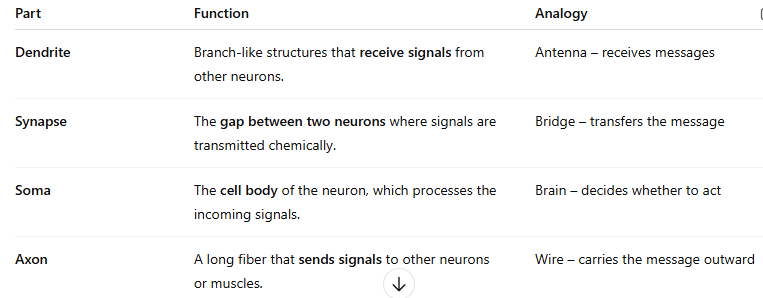 Part Function Analogy
Dendrite Branch-like structures that receive signals from Antenna – receives messages
other neurons.
Synapse The gap between two neurons where signals are Bridge – transfers the message
transmitted chemically.
Soma The cell body of the neuron, which processes the Brain – decides whether to act
incoming signals.
Axon A long fiber that sends signals to other neurons Wire – carries the message outward
or muscles.